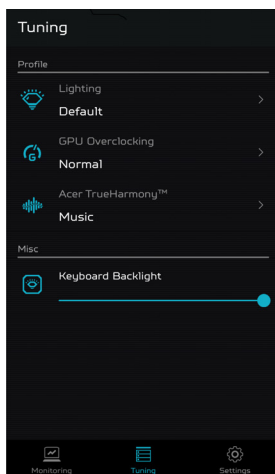 Tuning
Profile
Lighting
Default
GPU Overclocking
Normal
G
Acer TrueHarmony™
Music
Misc
Keyboard Backlight
Monitoring
Tuning
Settings